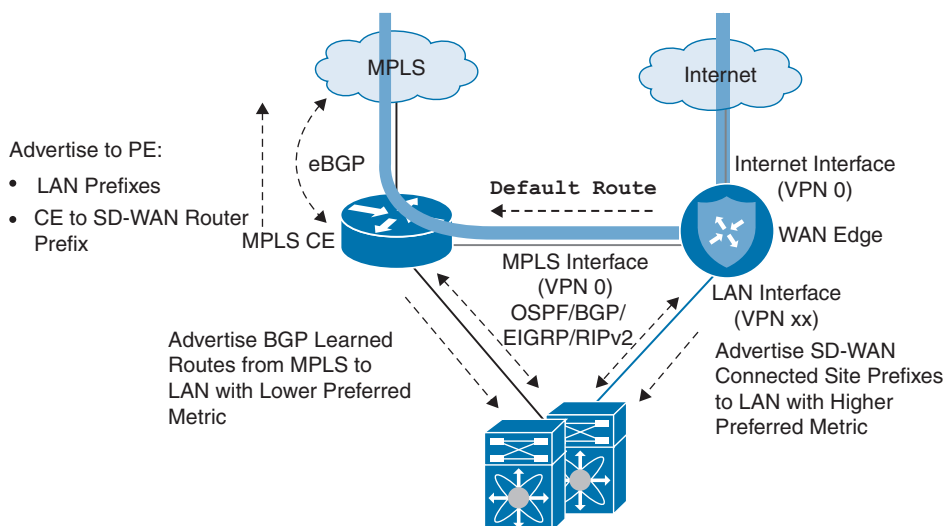 MPLS
Internet
Advertise to PE:
• LAN Prefixes
• CE to SD-WAN Router
Prefix
eBGP
Default Route
Internet Interface
(VPN 0)
MPLS CE
WAN Edge
MPLS Interface
(VPN 0)
OSPF/BGP/
EIGRP/RIPv2
LAN Interface
(VPN xx)
Advertise BGP Learned
Routes from MPLS to
LAN with Lower Preferred
Metric
Advertise SD-WAN
Connected Site Prefixes
to LAN with Higher
Preferred Metric